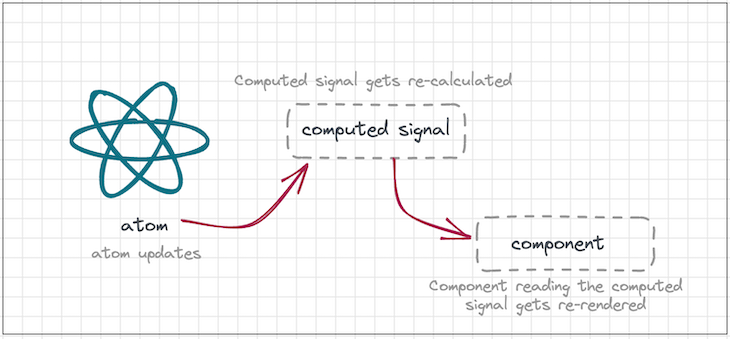 Computed signal gets re-calculated
computed signal
atom
atom updates
component
Component reading the computed
signal gets re-rendered